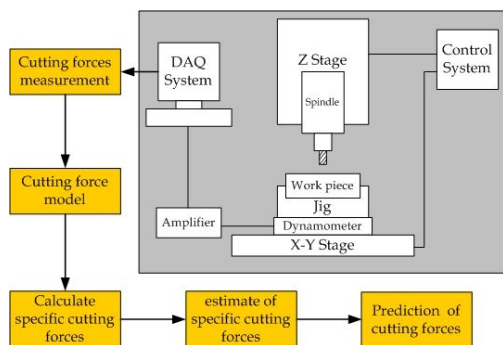 Cutting forces
measurement
DAQ
System
Z Stage
Spindle
Control
System
Cutting force
model
Work piece
Jig
Amplifier
Dynamometer
X-Y Stage
Calculate
specific cutting
forces
estimate of
specific cutting
forces
Prediction of
cutting forces